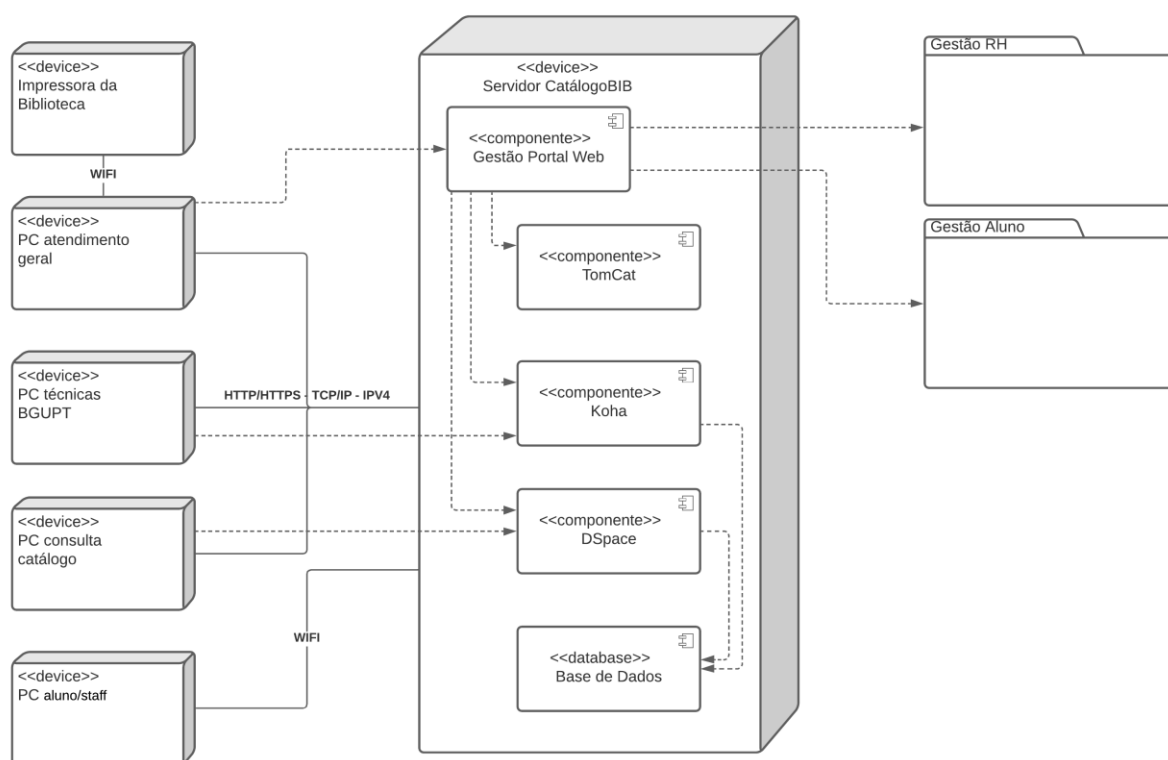 <<device>>
Impressora da
Biblioteca
WIFI
<<device>>
PC atendimento
geral
<<device>>
PC técnicas
BGUPT
HTTP/HTTPS - TCP/IP - IPV4
<<device>>
PC consulta
catálogo
WIFI
<<device>>
PC aluno/staff
<<device>>
Servidor CatálogoBIB
<<componente>>
Gestão Portal Web
<<componente>>
TomCat
<<componente>>
Koha
<<componente>>
DSpace
<<database>>
Base de Dados
Gestão RH
Gestão Aluno